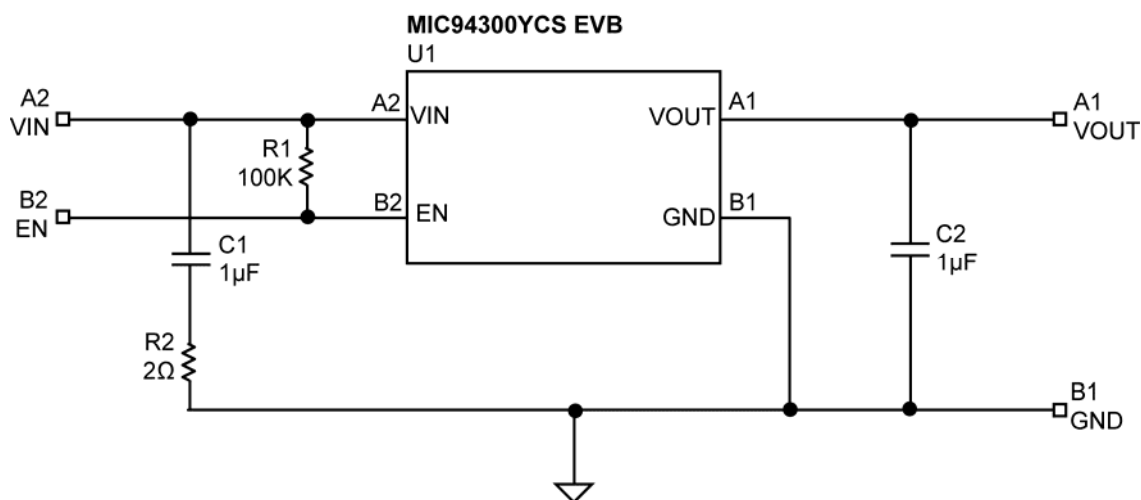 MIC94300YCS EVB
U1
A2
VIN
A2
VIN
VOUT
A1
A1
VOUT
R1
100K
B2
EN
B2
EN
GND
B1
C1
1µF
C2
1µF
R2
2Ω
B1
GND